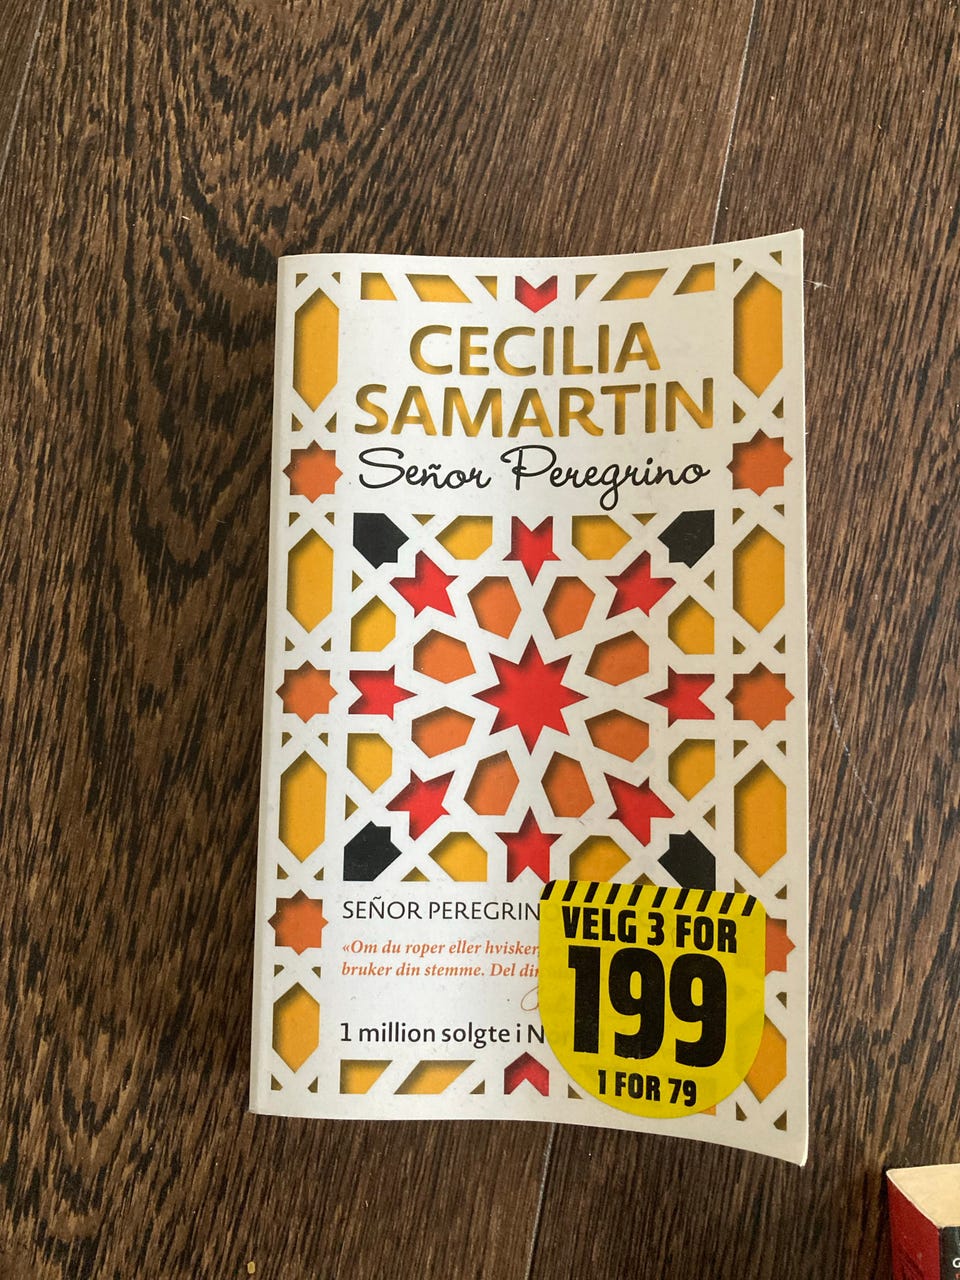 CECILIA
SAMARTIN
Señor Peregrino
SEÑOR PEREGRINO
«Om du roper eller hvisker,
bruker din stemme. Del din
1 million solgte i
VELG 3 FOR
199
1 FOR 79